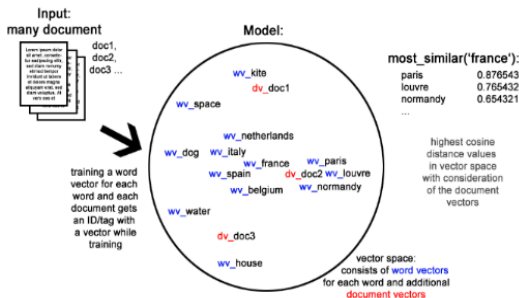 Input:
many document
Lorem ipsum dolor
doc1,
doc2,
doc3 ...
training a word
vector for each
word and each
document gets
an ID/tag with
a vector while
training
Model:
wv_kite
dv_doc1
wv_space
wv_netherlands
wv_dog
wv_italy
wv_france
wv_paris
wv_spain
dv_doc2
wv_louvre
wv_belgium
wv_normandy
wv_water
dv_doc3
wv_house
most_similar('france'):
paris 0.876543
louvre 0.765432
normandy 0.654321
...
highest cosine
distance values
in vector space
with consideration
of the document
vectors
vector space:
consists of word vectors
for each word and additional
document vectors